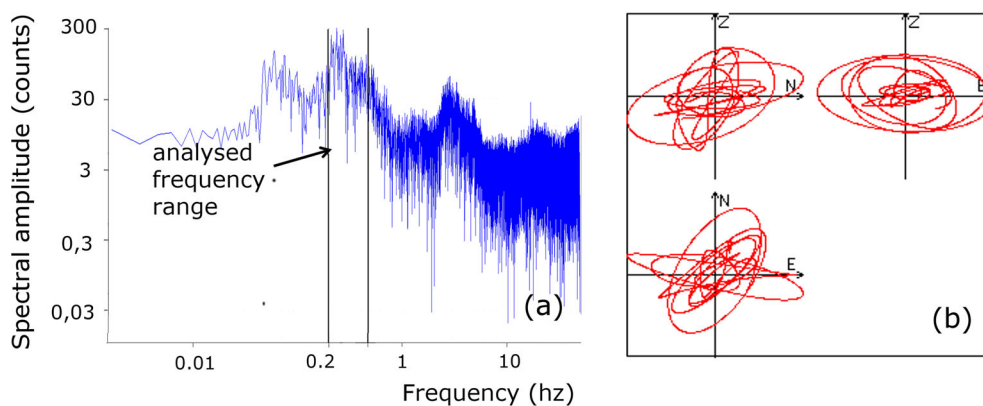 Spectral amplitude (counts)
300
30
3
0,3
0,03
analysed
frequency
range
(a)
0.01
0.2
1
10
Frequency (hz)
Z
N
Z
E
N
E
(b)